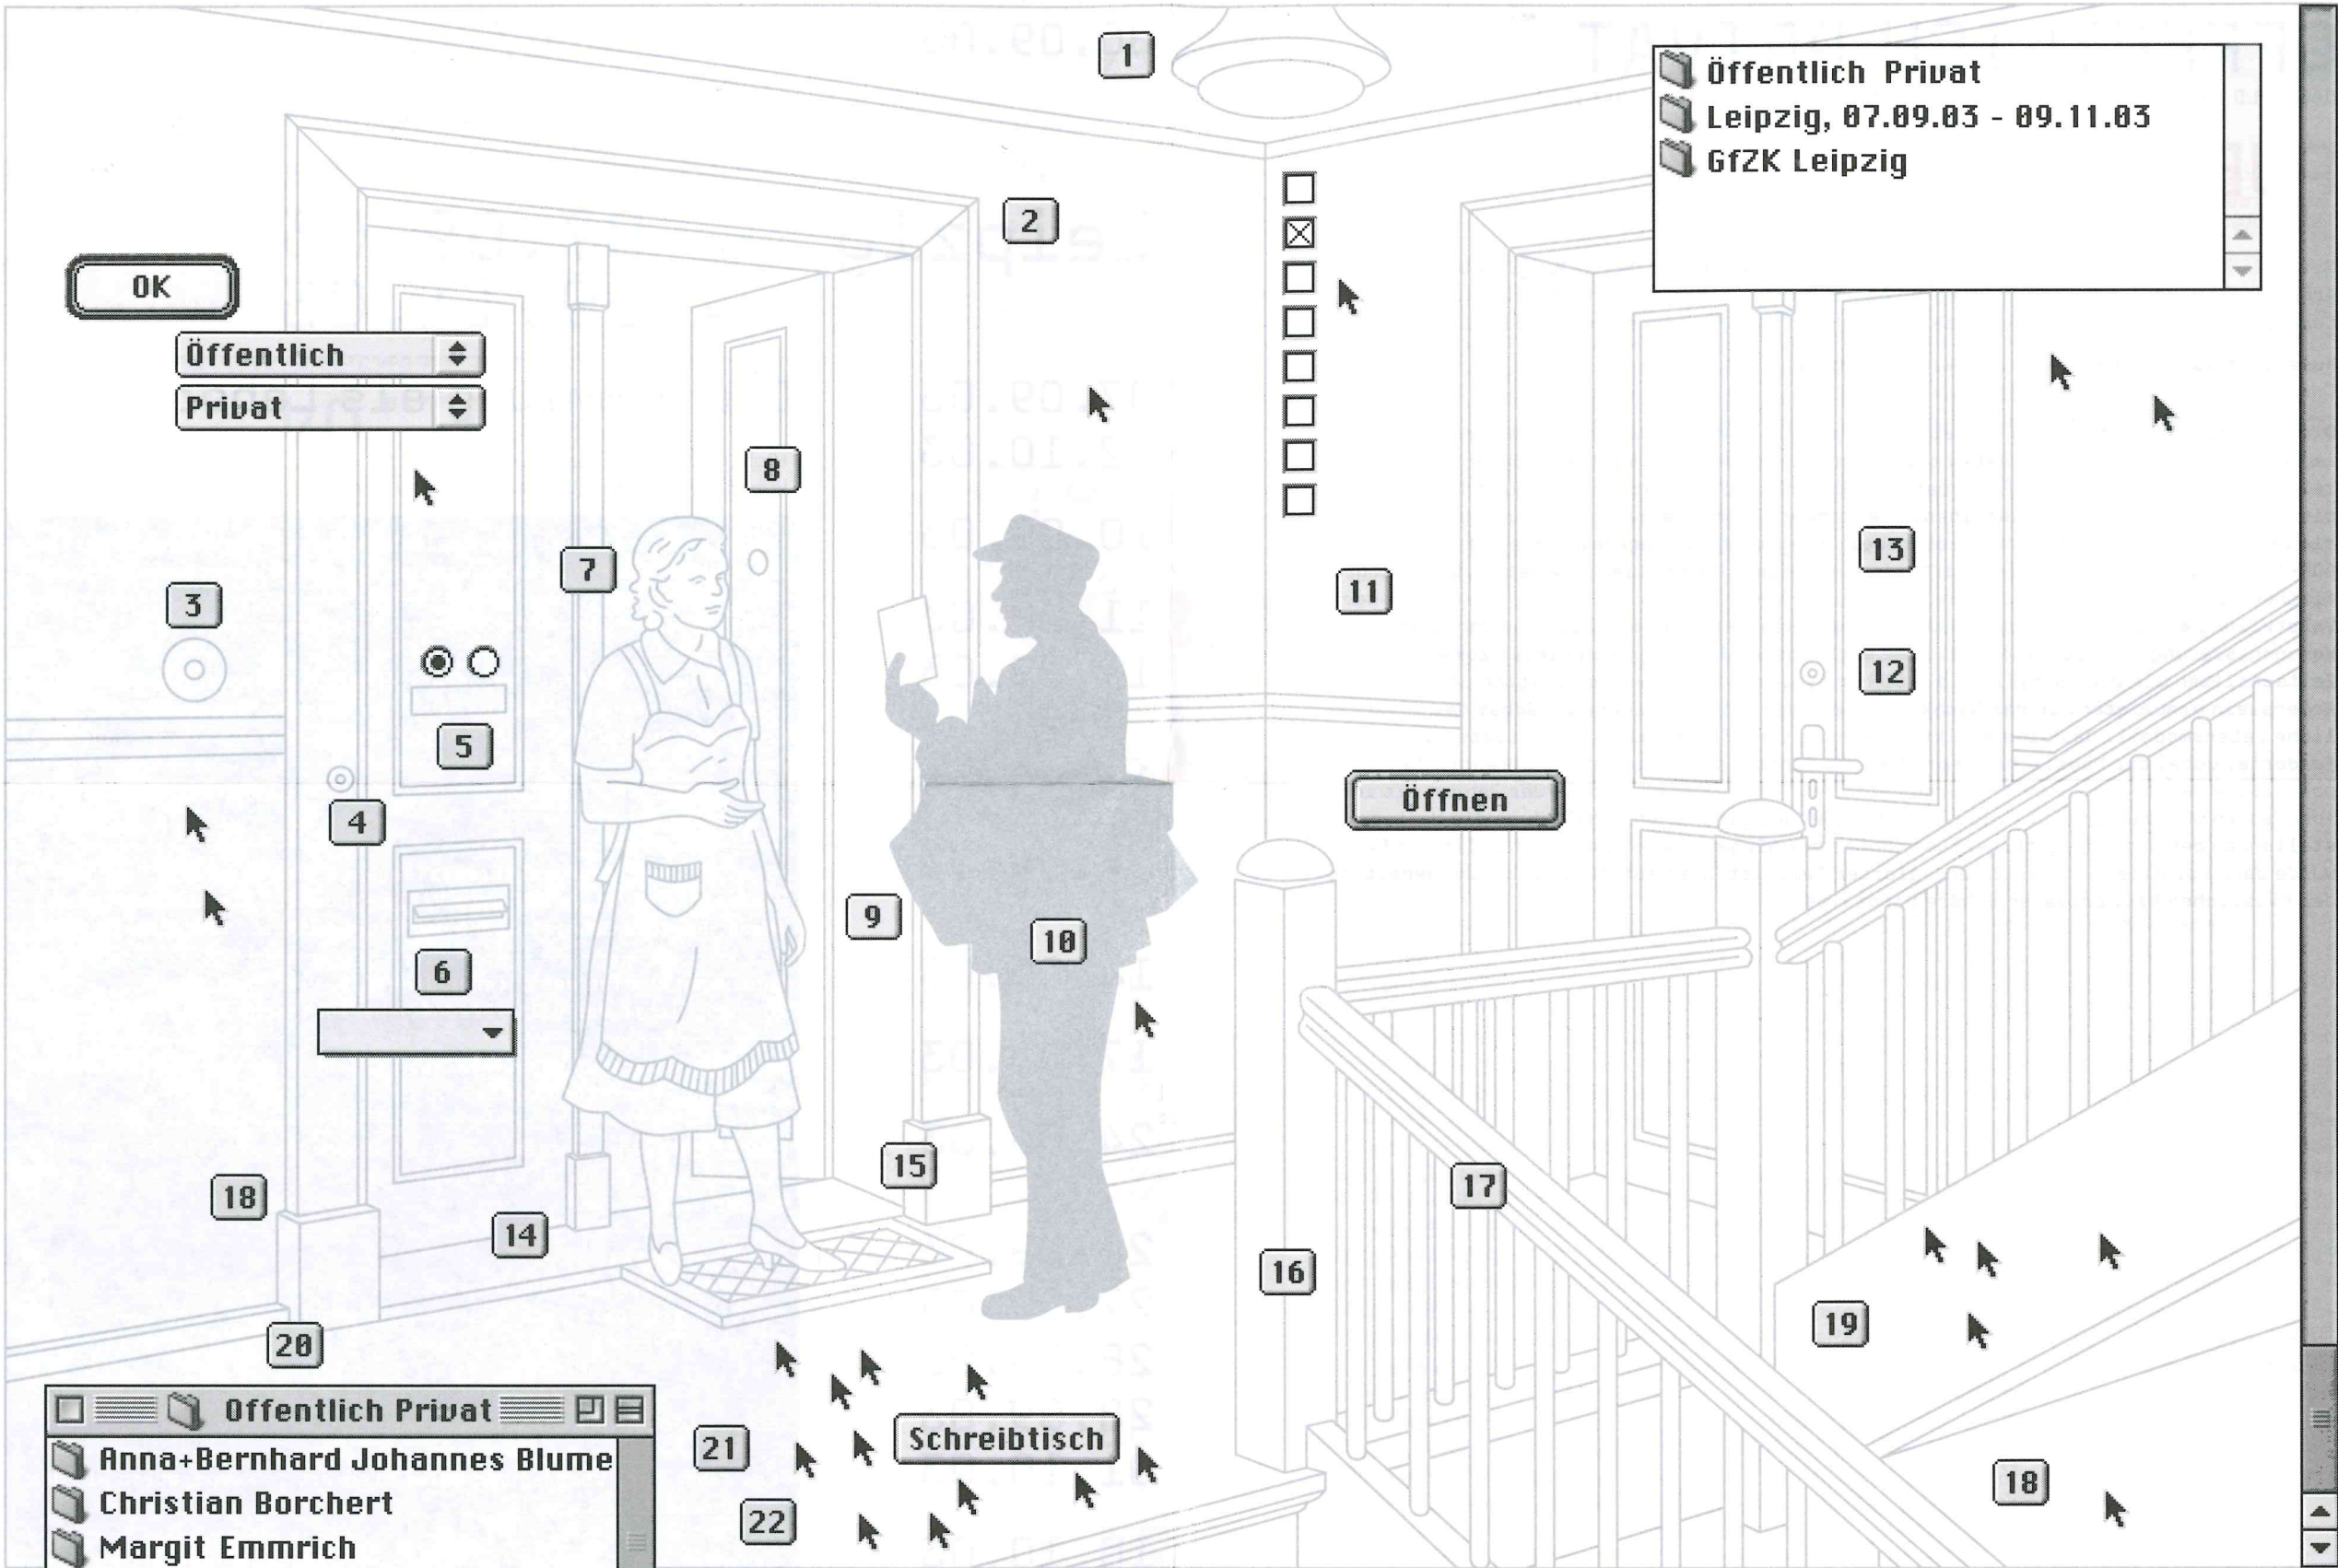 1
Öffentlich Privat
Leipzig, 07.09.03 - 09.11.03
GfZK Leipzig
2
OK
Öffentlich
Privat
8
7
13
3
11
12
5
Öffnen
4
9
10
6
15
17
18
14
16
19
20
Offentlich Privat
Anna+Bernhard Johannes Blume
Christian Borchert
Margit Emmrich
21
Schreibtisch
18
22